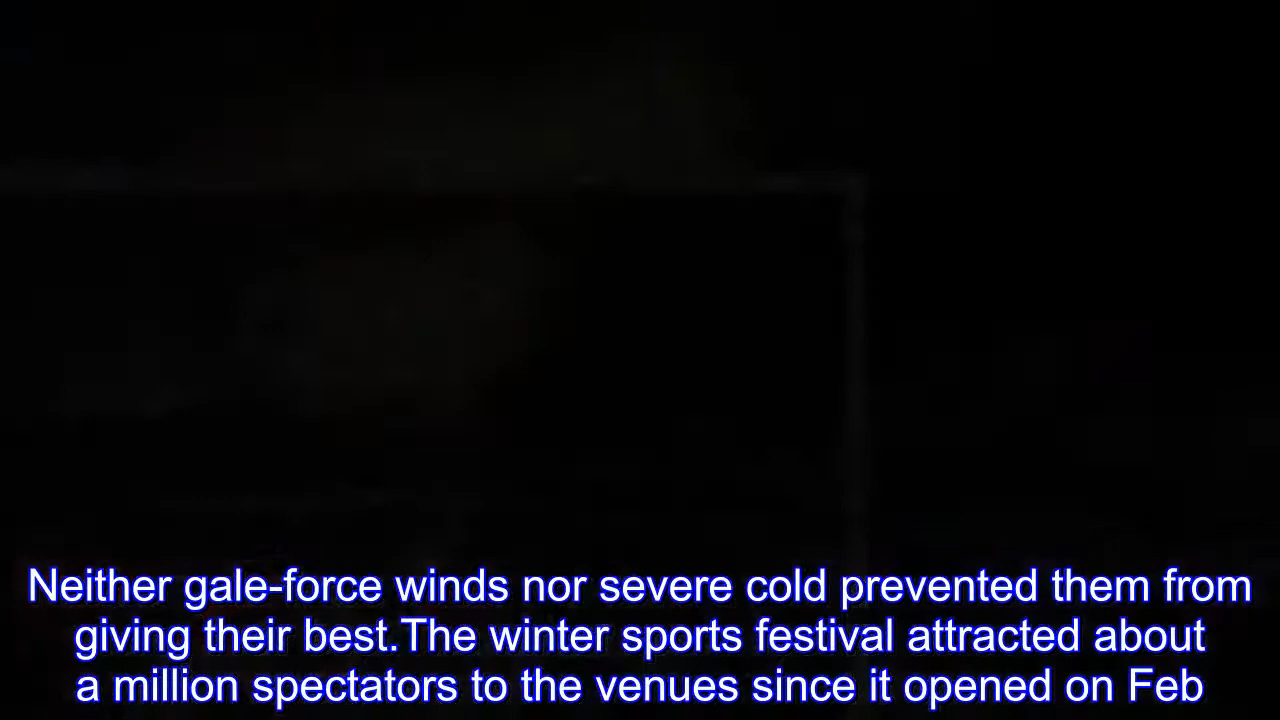 Neither gale-force winds nor severe cold prevented them from
giving their best.The winter sports festival attracted about
a million spectators to the venues since it opened on Feb